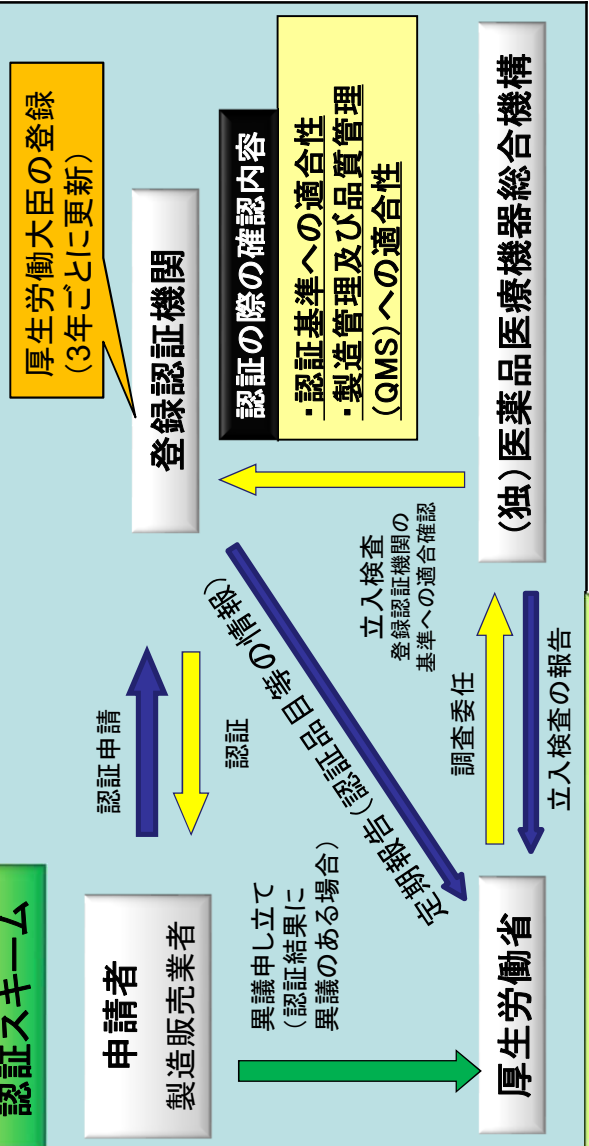 認証スキーム
申請者
製造販売業者
認証申請
認証
登録認証機関
厚生労働大臣の登録
(3年ごとに更新)
認証の際の確認内容
・認証基準への適合性
・製造管理及び品質管理
(QMS)への適合性
異議申し立て
(認証結果に
異議のある場合)
定期報告(認証品目等の情報)
立入検査
登録認証機関の
基準への適合確認
厚生労働省
調査委任
立入検査の報告
(独)医薬品医療機器総合機構